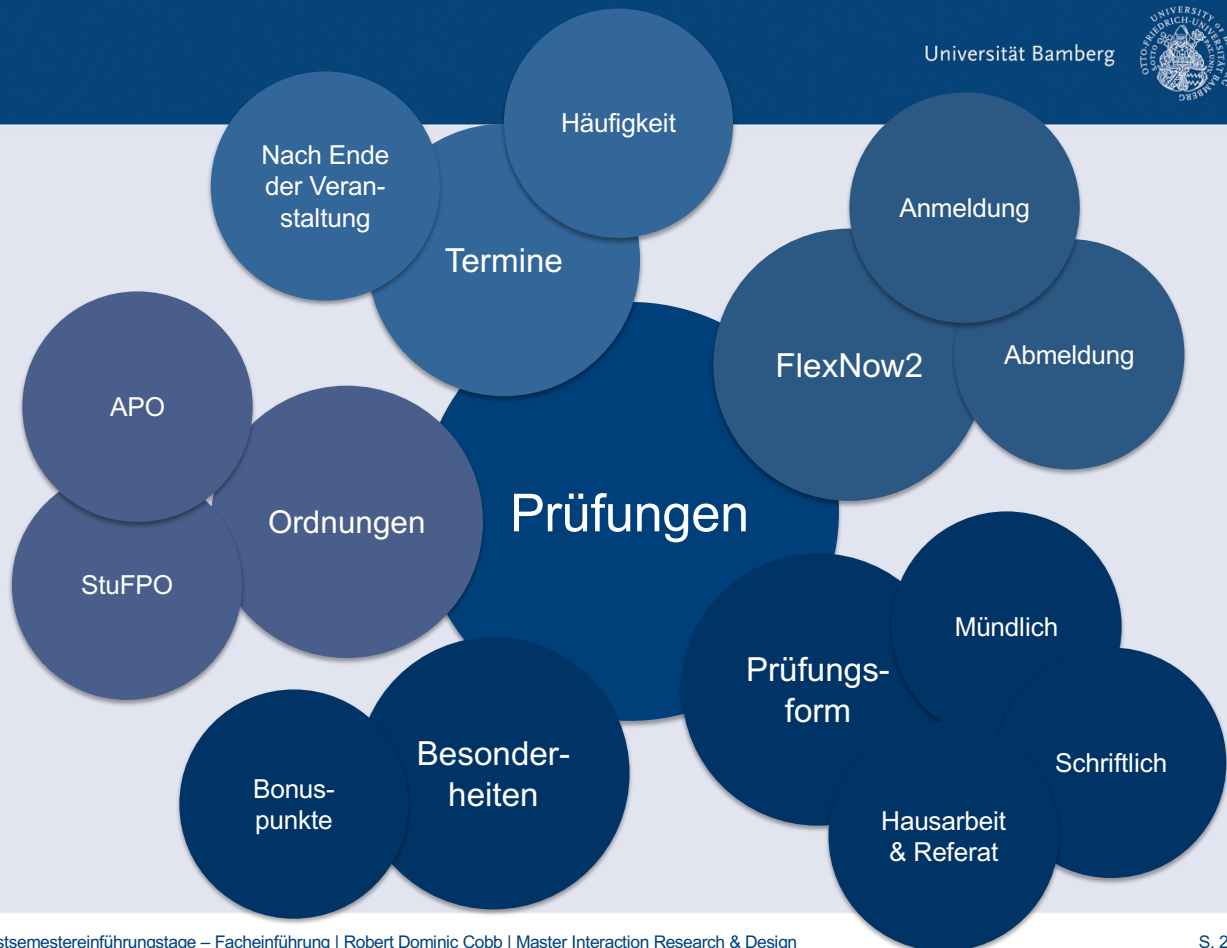 Universität Bamberg
Häufigkeit
Nach Ende
der Veran-
staltung
Termine
Anmeldung
FlexNow2
Abmeldung
APO
Ordnungen
StuFPO
Prüfungen
Mündlich
Prüfungs-
form
Schriftlich
Hausarbeit
& Referat
Besonder-
heiten
Bonus-
punkte
stsemestereinführungstage – Facheinführung | Robert Dominic Cobb | Master Interaction Research & Design
S. 2